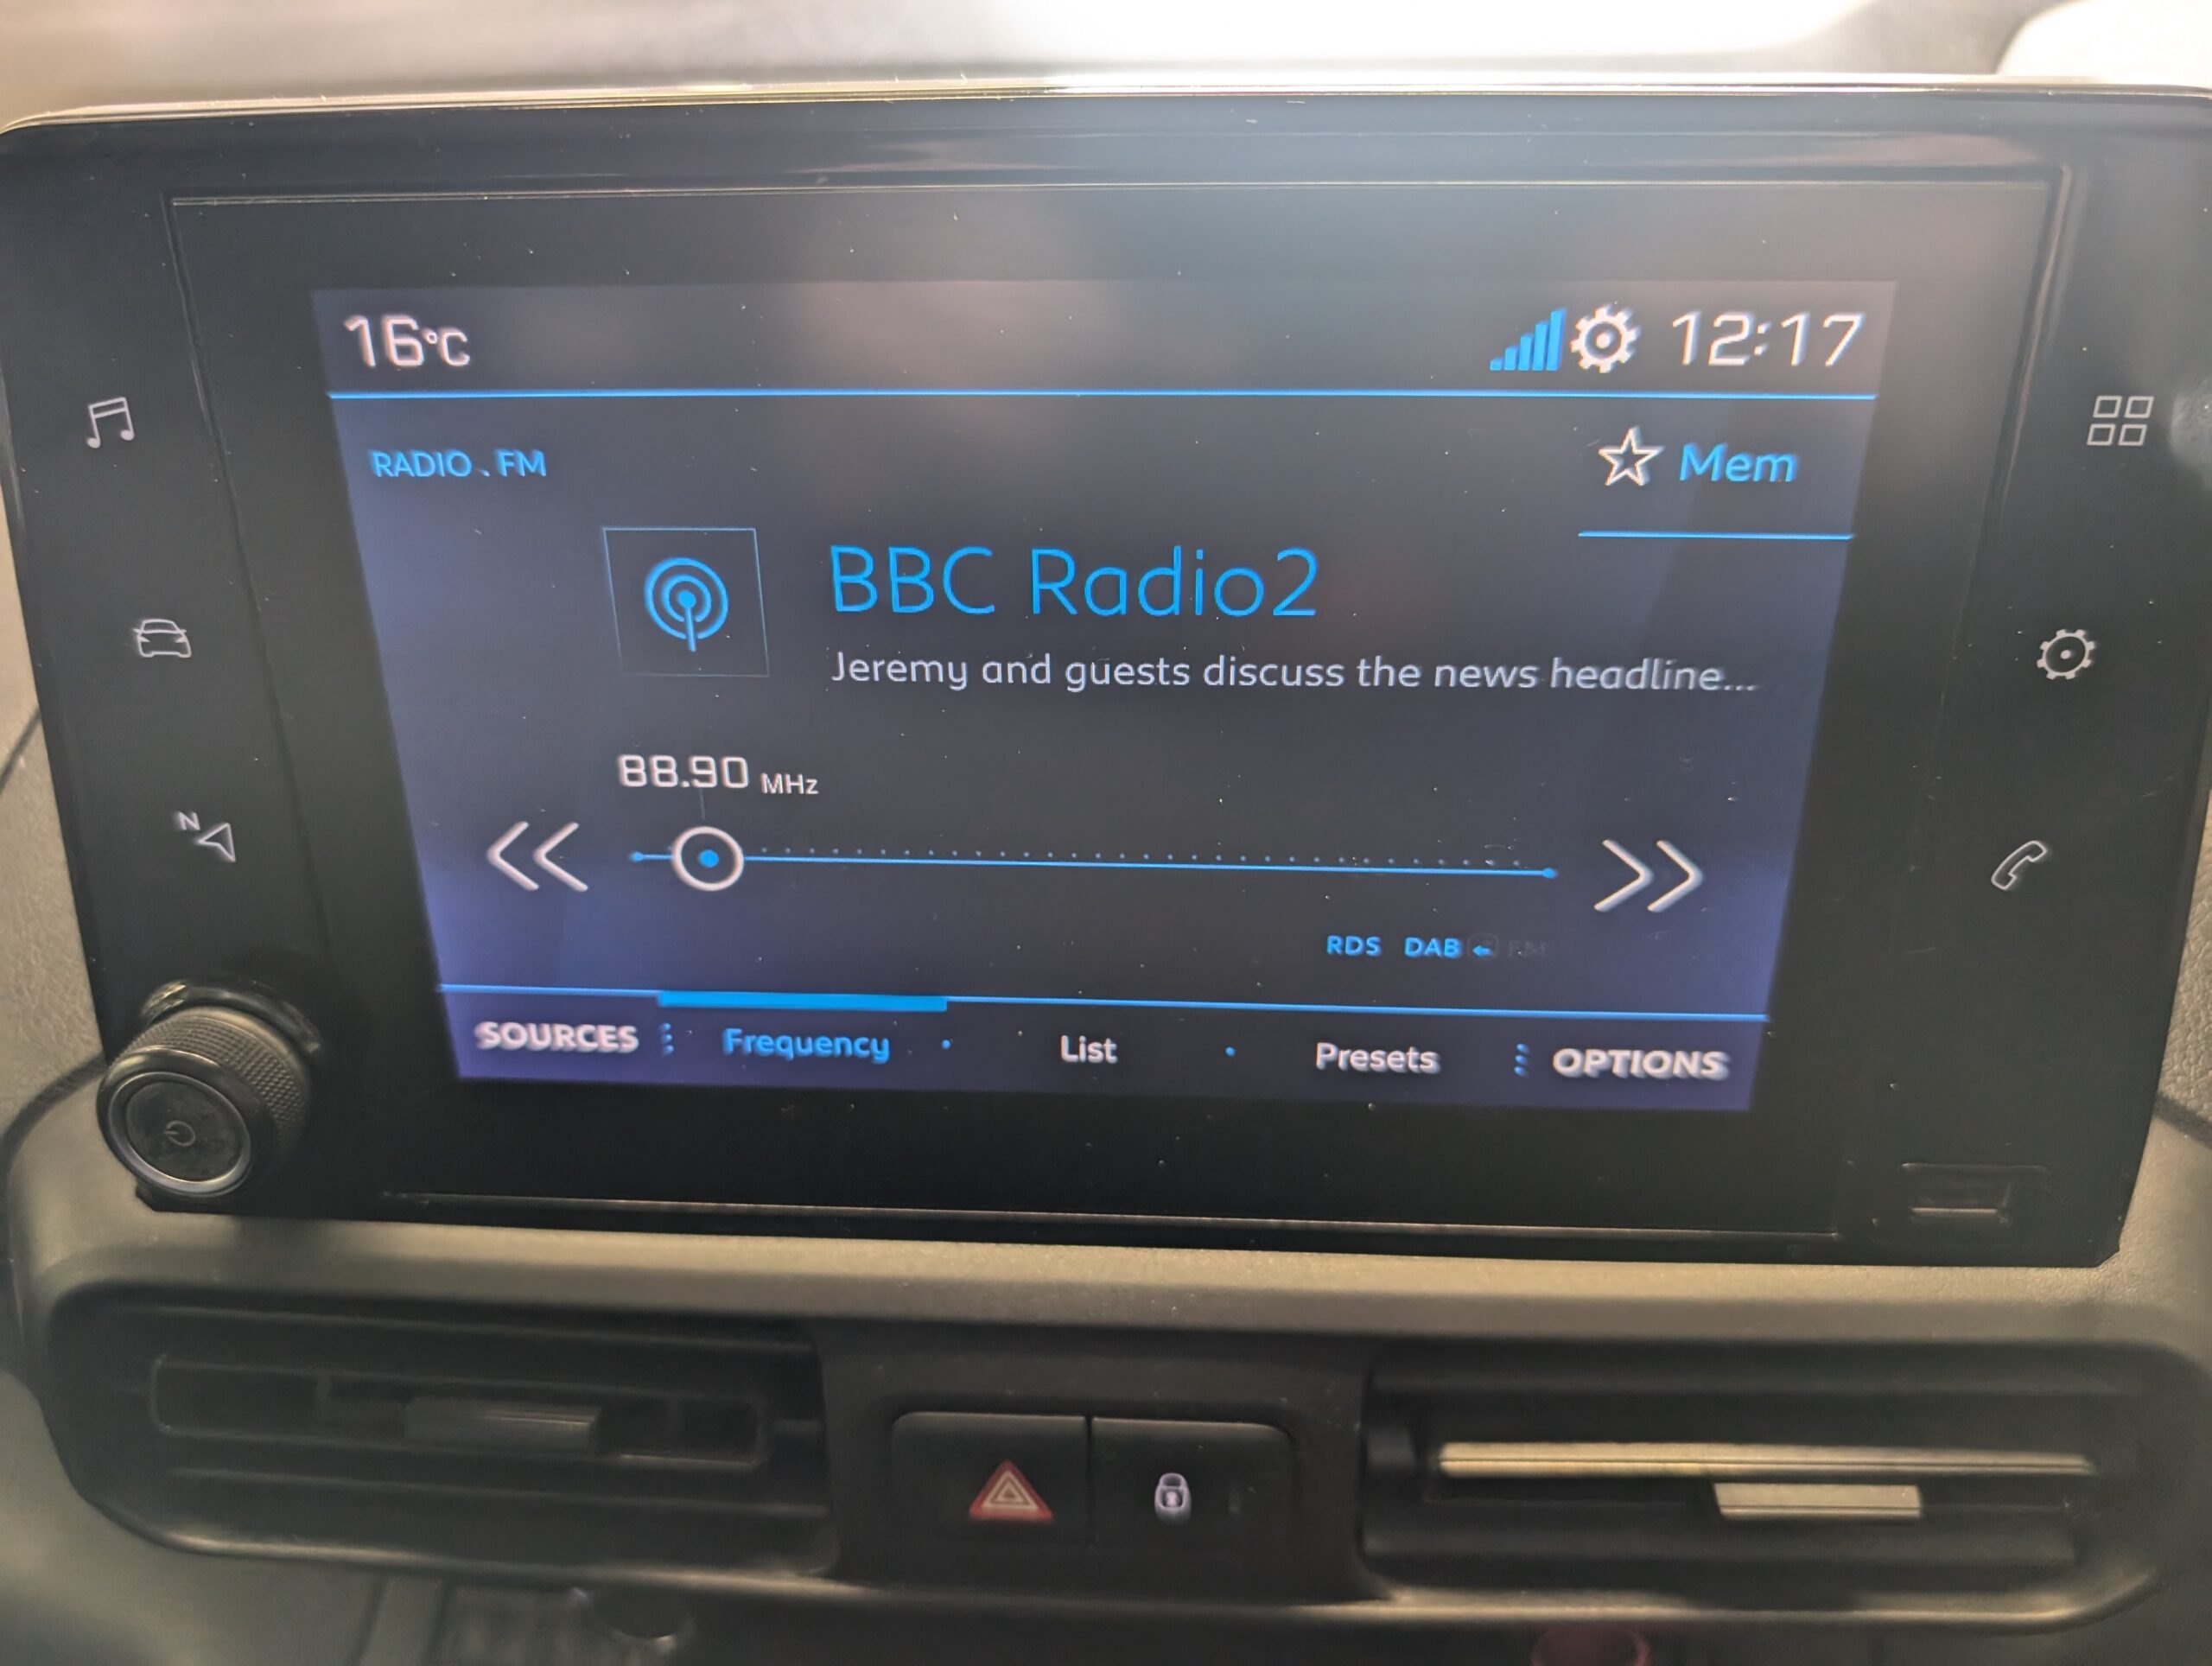 16°C 12:17
RADIO . FM
Mem
BBC Radio2
Jeremy and guests discuss the news headline...
88.90 MHz
N
RDS DAB FM
SOURCES Frequency List Presets OPTIONS